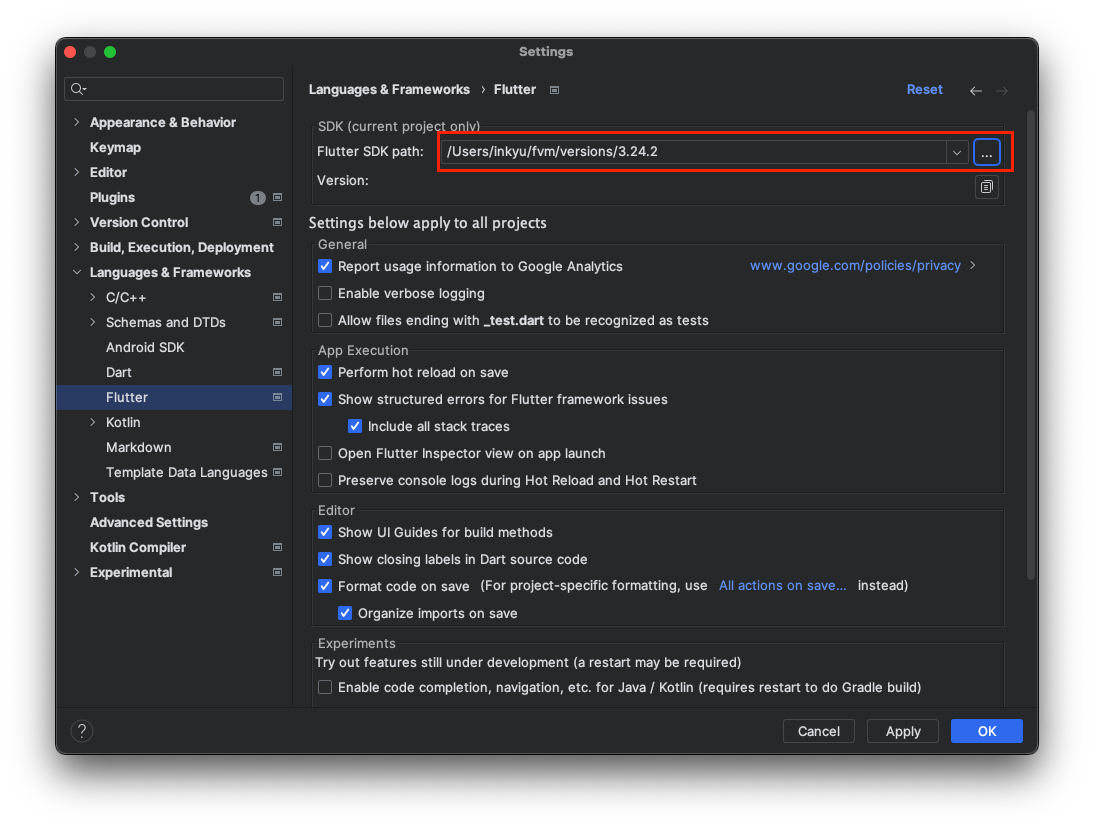 Settings
Languages & Frameworks › Flutter
Reset
Appearance & Behavior
Keymap
Editor
Plugins 1
Version Control
Build, Execution, Deployment
Languages & Frameworks
C/C++
Schemas and DTDs
Android SDK
Dart
Flutter
Kotlin
Markdown
Template Data Languages
Tools
Advanced Settings
Kotlin Compiler
Experimental
SDK (current project only)
Flutter SDK path: /Users/inkyu/fvm/versions/3.24.2 ...
Version:
Settings below apply to all projects
General
Report usage information to Google Analytics www.google.com/policies/privacy
Enable verbose logging
Allow files ending with _test.dart to be recognized as tests
App Execution
Perform hot reload on save
Show structured errors for Flutter framework issues
Include all stack traces
Open Flutter Inspector view on app launch
Preserve console logs during Hot Reload and Hot Restart
Editor
Show UI Guides for build methods
Show closing labels in Dart source code
Format code on save (For project-specific formatting, use All actions on save... instead)
Organize imports on save
Experiments
Try out features still under development (a restart may be required)
Enable code completion, navigation, etc. for Java / Kotlin (requires restart to do Gradle build)
?
Cancel
Apply
OK